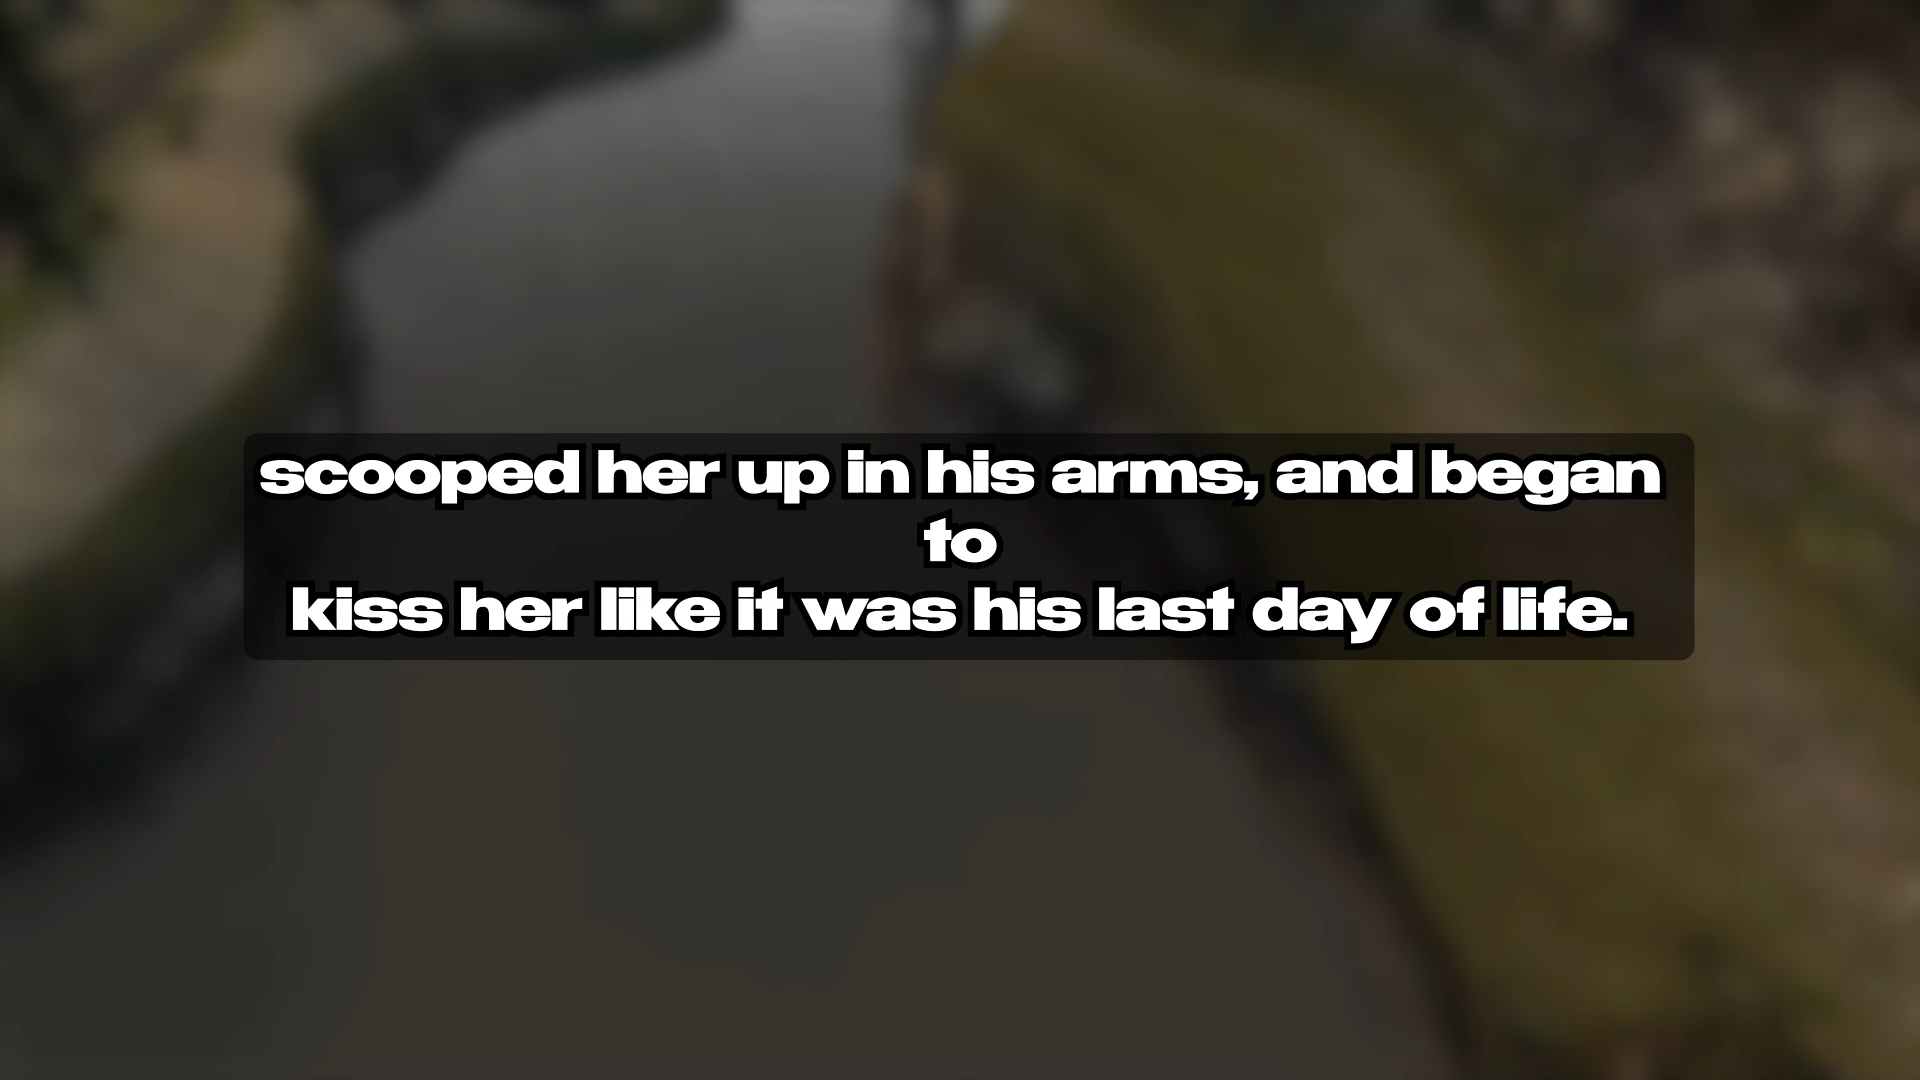 scooped her up in his arms, and began
to
kiss her like it was his last day of life.